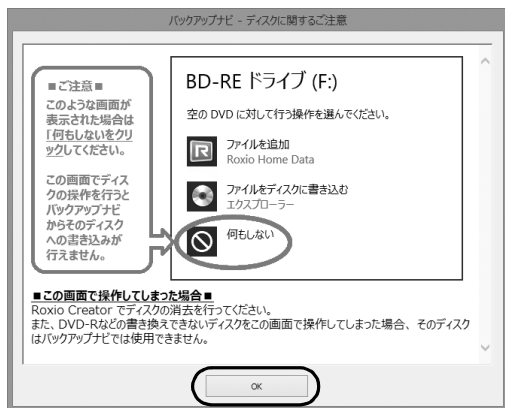 バックアップナビ - ディスクに関するご注意
■ご注意■
このような画面が
表示された場合は
「何もしないをクリ
ックしてください。
この画面でディス
クの操作を行うと
バックアップナビ
からそのディスク
への書き込みが
行えません。
BD-RE ドライブ (F:)
空の DVD に対して行う操作を選んでください。
ファイルを追加
Roxio Home Data
ファイルをディスクに書き込む
エクスプローラー
何もしない
■この画面で操作してしまった場合■
Roxio Creator でディスクの消去を行ってください。
また、DVD-Rなどの書き換えできないディスクをこの画面で操作してしまった場合、そのディスク
はバックアップナビでは使用できません。
OK